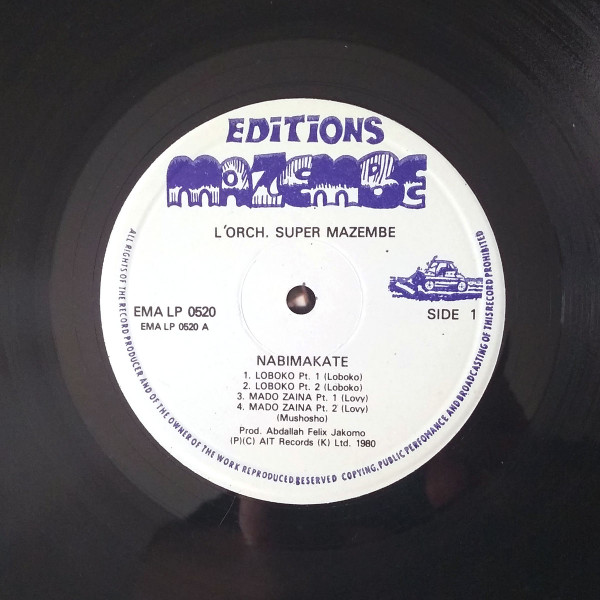 EDITIONS
MAZEMBE
L'ORCH. SUPER MAZEMBE
EMA LP 0520
EMA LP 0520 A
SIDE 1
NABIMAKATE
1. LOBOKO Pt. 1 (Loboko)
2. LOBOKO Pt. 2 (Loboko)
3. MADO ZAINA Pt. 1 (Lovy)
4. MADO ZAINA Pt. 2 (Lovy)
(Mushosho)
Prod. Abdallah Felix Jakomo
(P)(C) AIT Records (K) Ltd. 1980
ALL RIGHTS OF THE RECORD PRODUCER AND OF THE OWNER OF THE WORK REPRODUCED.RESERVED COPYING, PUBLIC PERFOMANCE AND BROADCASTING OF THIS RECORD PROHIBITED